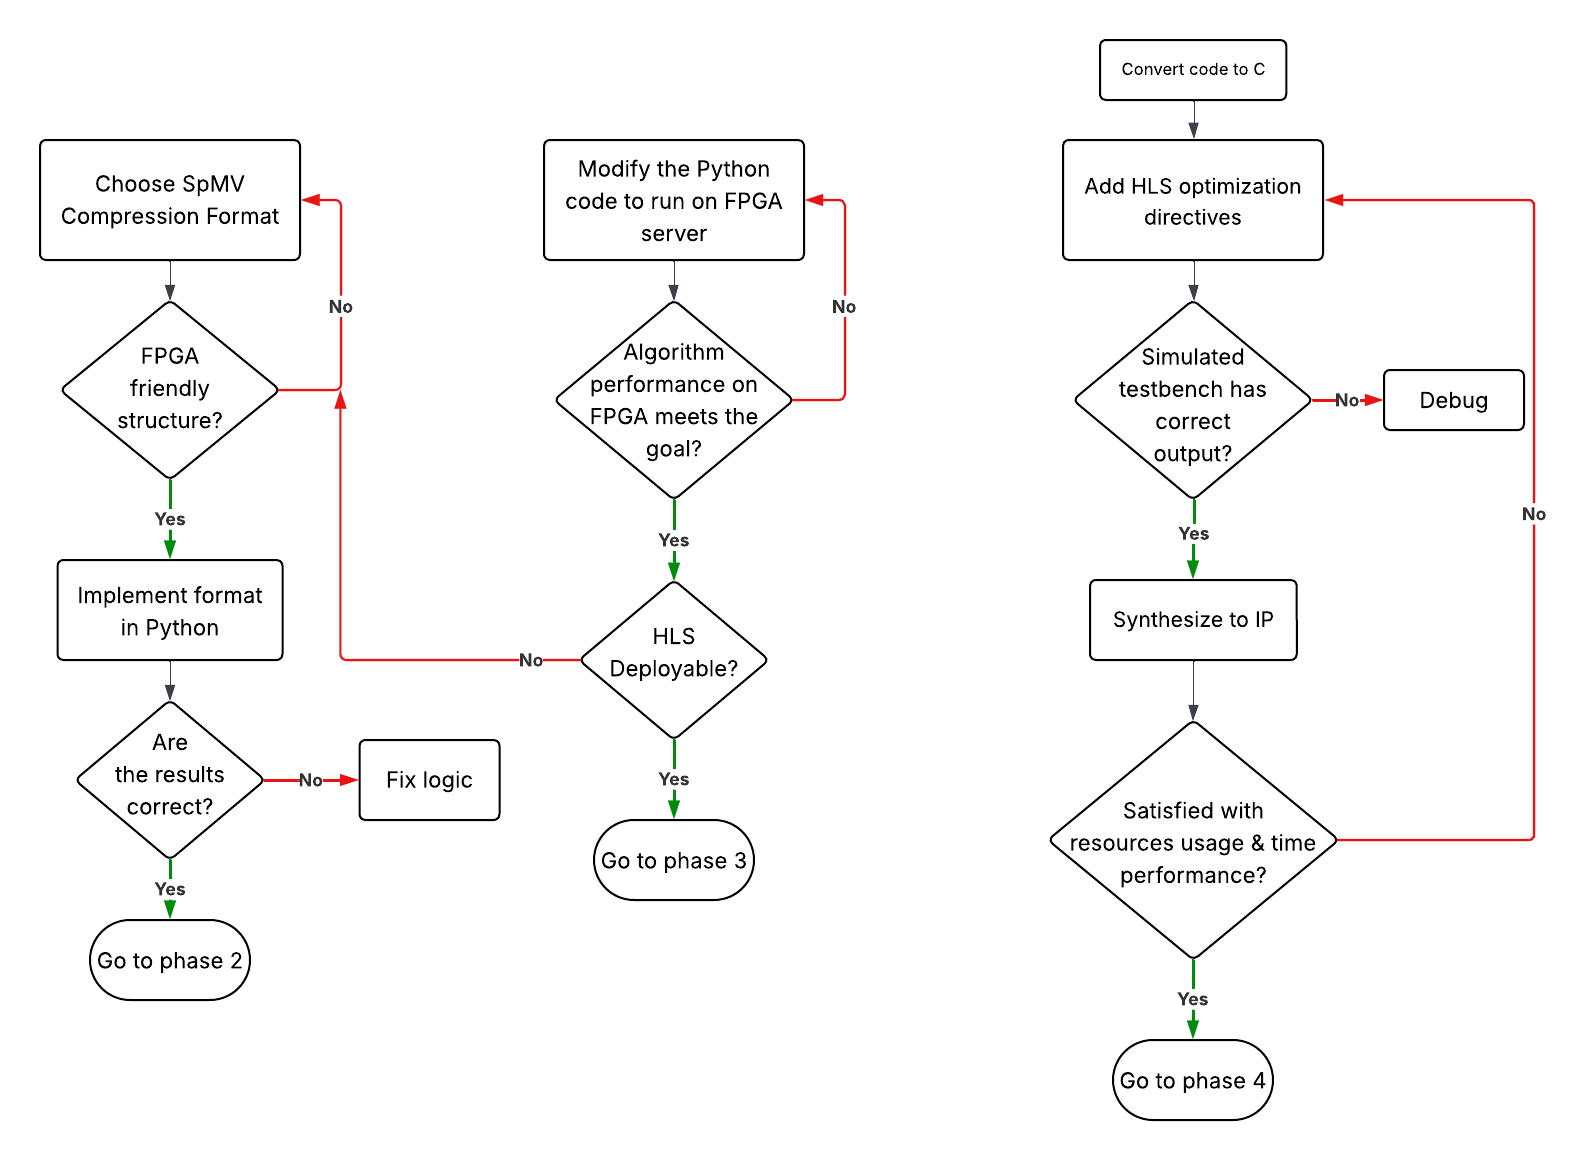 Choose SpMV
Compression Format
No
FPGA
friendly
structure?
Yes
Implement format
in Python
Are
the results
correct?
No
Fix logic
Yes
Go to phase 2
Modify the Python
code to run on FPGA
server
No
Algorithm
performance on
FPGA meets the
goal?
Yes
HLS
Deployable?
No
Yes
Go to phase 3
Convert code to C
Add HLS optimization
directives
Simulated
testbench has
correct
output?
No
Debug
Yes
No
Synthesize to IP
Satisfied with
resources usage & time
performance?
Yes
Go to phase 4